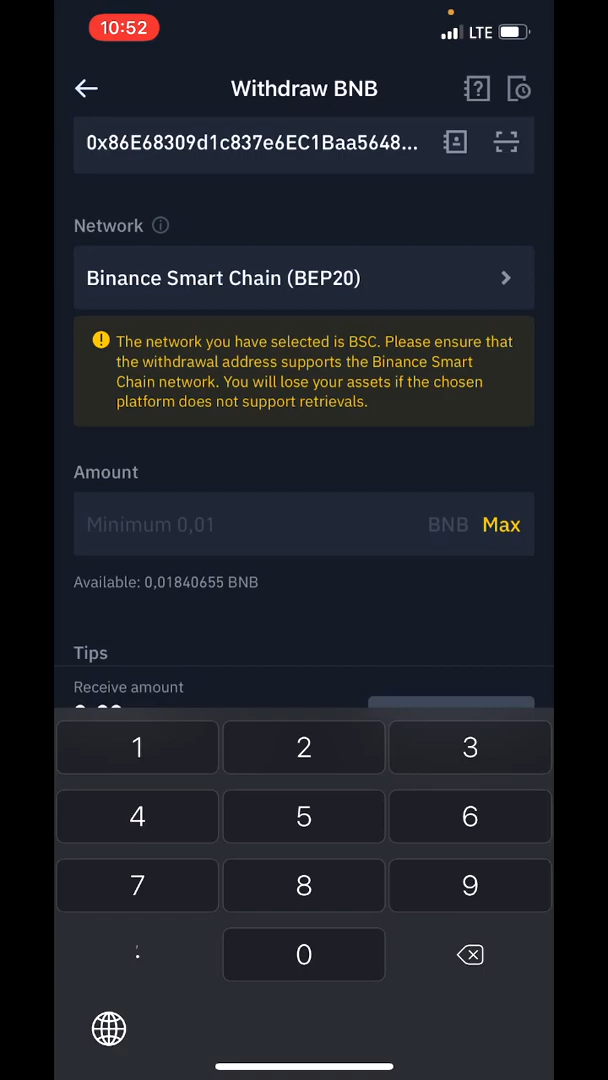 10:52
LTE
Withdraw BNB
0x86E68309d1c837e6EC1Baa5648...
Network
Binance Smart Chain (BEP20)
The network you have selected is BSC. Please ensure that
the withdrawal address supports the Binance Smart
Chain network. You will lose your assets if the chosen
platform does not support retrievals.
Amount
Minimum 0,01 BNB Max
Available: 0,01840655 BNB
Tips
Receive amount
1 2 3
4 5 6
7 8 9
0